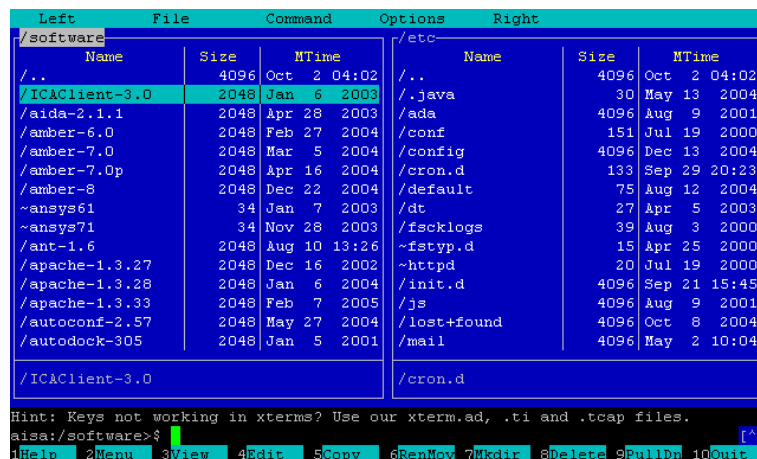 Left File Command Options Right
/software /etc
Name Size MTime Name Size MTime
/.. 4096 Oct 2 04:02 /.. 4096 Oct 2 04:02
/ICAClient-3.0 2048 Jan 6 2003 /.java 30 May 13 2004
/aida-2.1.1 2048 Apr 28 2003 /ada 4096 Aug 9 2001
/amber-6.0 2048 Feb 27 2004 /conf 151 Jul 19 2000
/amber-7.0 2048 Mar 5 2004 /config 4096 Dec 13 2004
/amber-7.0p 2048 Apr 16 2004 /cron.d 133 Sep 29 20:23
/amber-8 2048 Dec 22 2004 /default 75 Aug 12 2004
~ansys61 34 Jan 7 2003 /dt 27 Apr 5 2003
~ansys71 34 Nov 28 2003 /fscklogs 39 Aug 3 2000
/ant-1.6 2048 Aug 10 13:26 ~fstyp.d 15 Apr 25 2000
/apache-1.3.27 2048 Dec 16 2002 ~httpd 20 Jul 19 2000
/apache-1.3.28 2048 Jan 6 2004 /init.d 4096 Sep 21 15:45
/apache-1.3.33 2048 Feb 7 2005 /js 4096 Aug 9 2001
/autoconf-2.57 2048 May 27 2004 /lost+found 4096 Oct 8 2004
/autodock-305 2048 Jan 5 2001 /mail 4096 May 2 10:04
/ICAClient-3.0 /cron.d
Hint: Keys not working in xterms? Use our xterm.ad, .ti and .tcap files.
aisa:/software>$ [^
1Help 2Menu 3View 4Edit 5Copy 6RenMov 7Mkdir 8Delete 9PullDn 10Quit